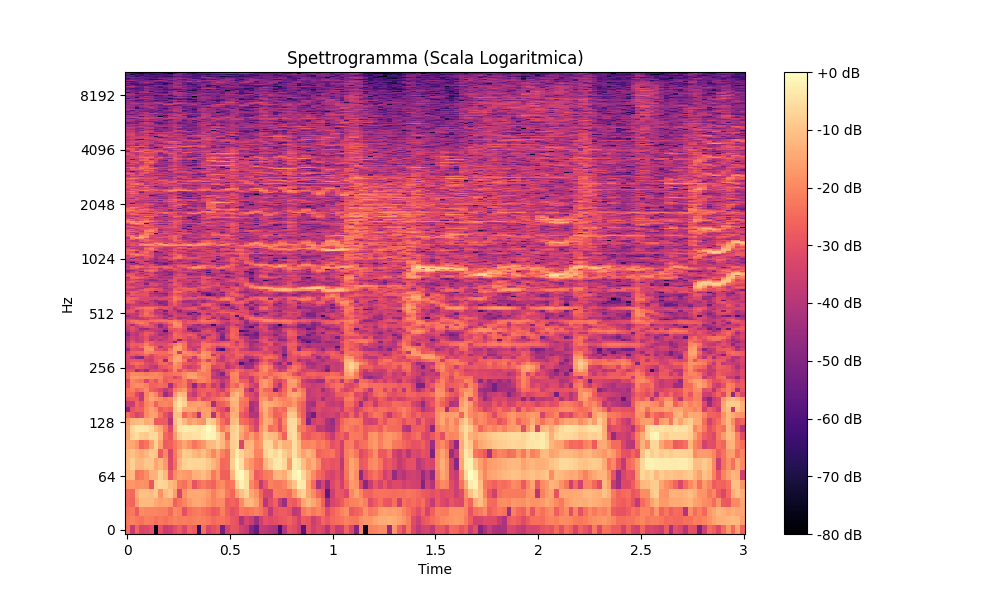 Spettrogramma (Scala Logaritmica)
Hz
8192
4096
2048
1024
512
256
128
64
0
0
0.5
1
1.5
2
2.5
3
Time
+0 dB
-10 dB
-20 dB
-30 dB
-40 dB
-50 dB
-60 dB
-70 dB
-80 dB